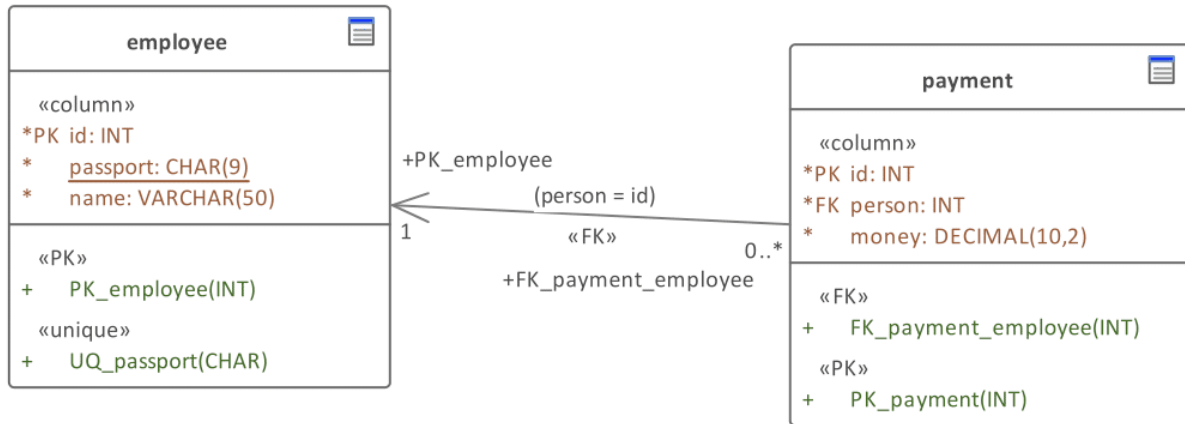 employee
«column»
*PK id: INT
* passport: CHAR(9)
* name: VARCHAR(50)
«PK»
+ PK_employee(INT)
«unique»
+ UQ_passport(CHAR)
+PK_employee
(person = id)
1
«FK»
0..*
+FK_payment_employee
payment
«column»
*PK id: INT
*FK person: INT
* money: DECIMAL(10,2)
«FK»
+ FK_payment_employee(INT)
«PK»
+ PK_payment(INT)